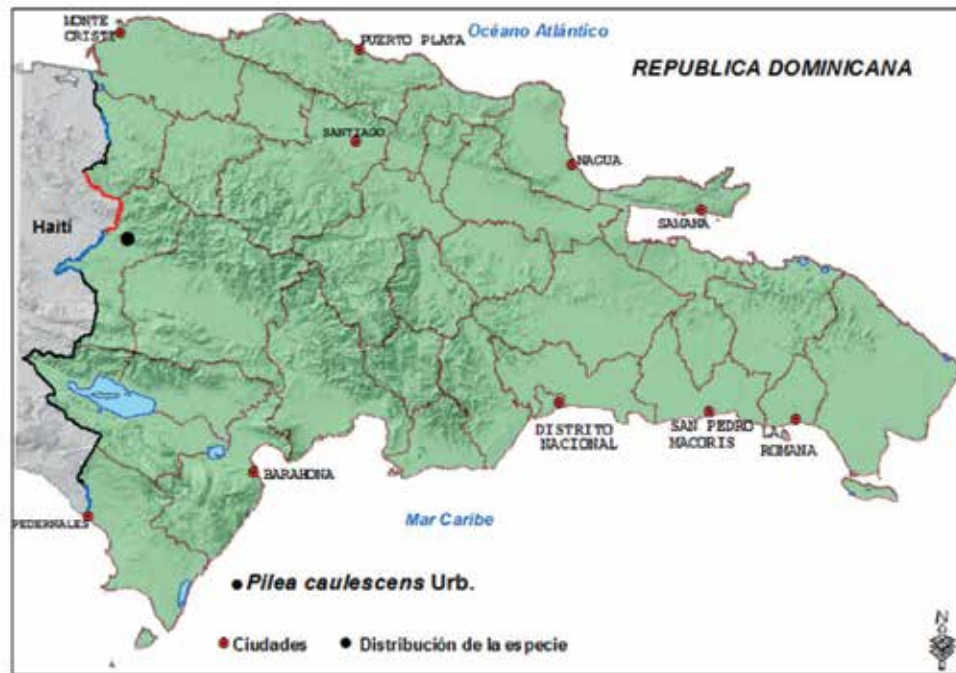 MONTE
CRISTI
PUERTO PLATA
Océano Atlántico
REPUBLICA DOMINICANA
SANTIAGO
NAGUA
SAMANA
Haití
DISTRITO
NACIONAL
SAN PEDRO
MACORIS
LA
ROMANA
BARAHONA
PEDERNALES
Mar Caribe
Pilea caulescens Urb.
Ciudades
Distribución de la especie
N